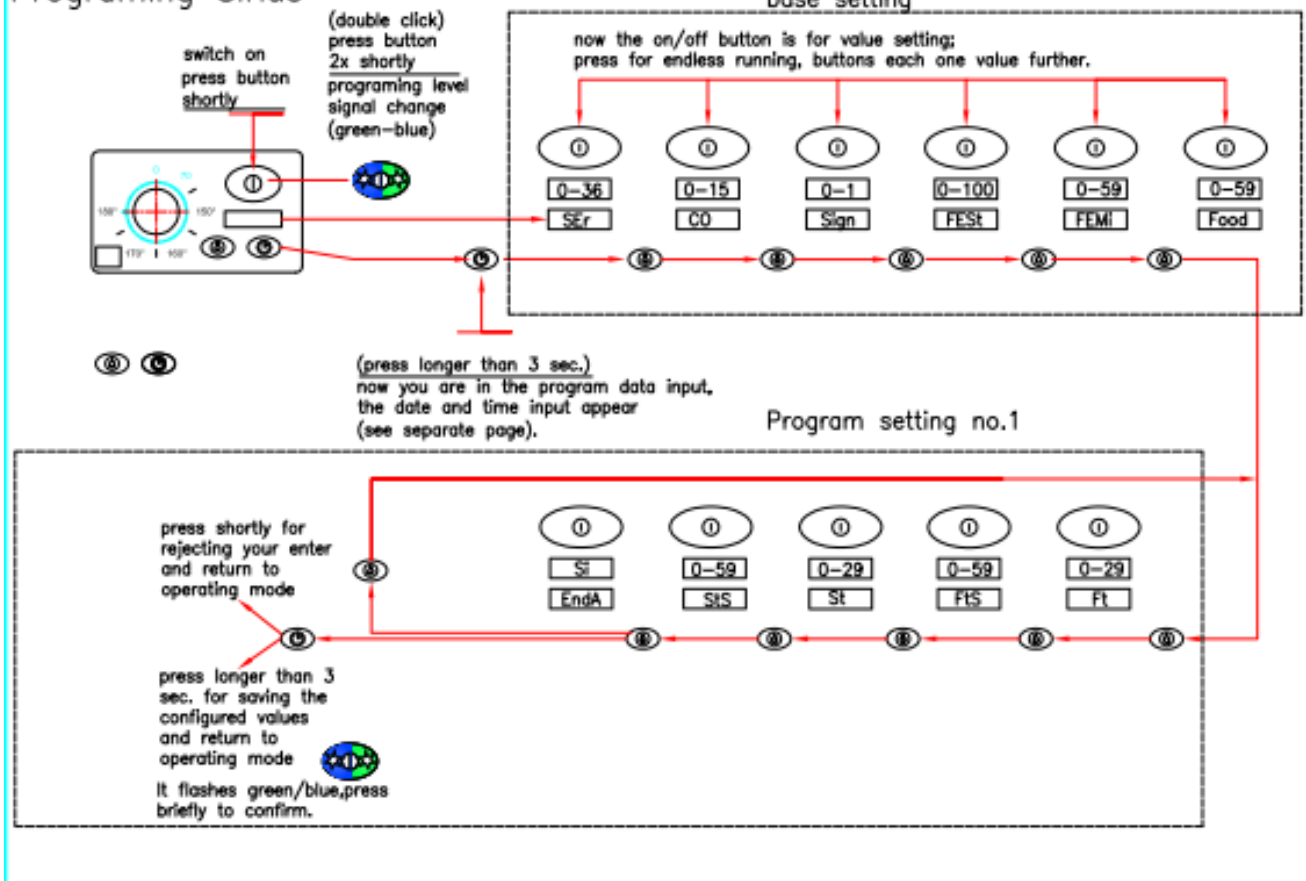 base setting
(double click)
press button
2x shortly
programing level
signal change
(green-blue)
switch on
press button
shortly
now the on/off button is for value setting;
press for endless running, buttons each one value further.
0-36 0-15 0-1 0-100 0-59 0-59
SEr CO Sign FESt FEMi Food
0 70
180° 150°
170° 160°
(press longer than 3 sec.)
now you are in the program data input,
the date and time input appear
(see separate page).
Program setting no.1
press shortly for
rejecting your enter
and return to
operating mode
Si 0-59 0-29 0-59 0-29
EndA StS St FtS Ft
press longer than 3
sec. for saving the
configured values
and return to
operating mode
It flashes green/blue,press
briefly to confirm.